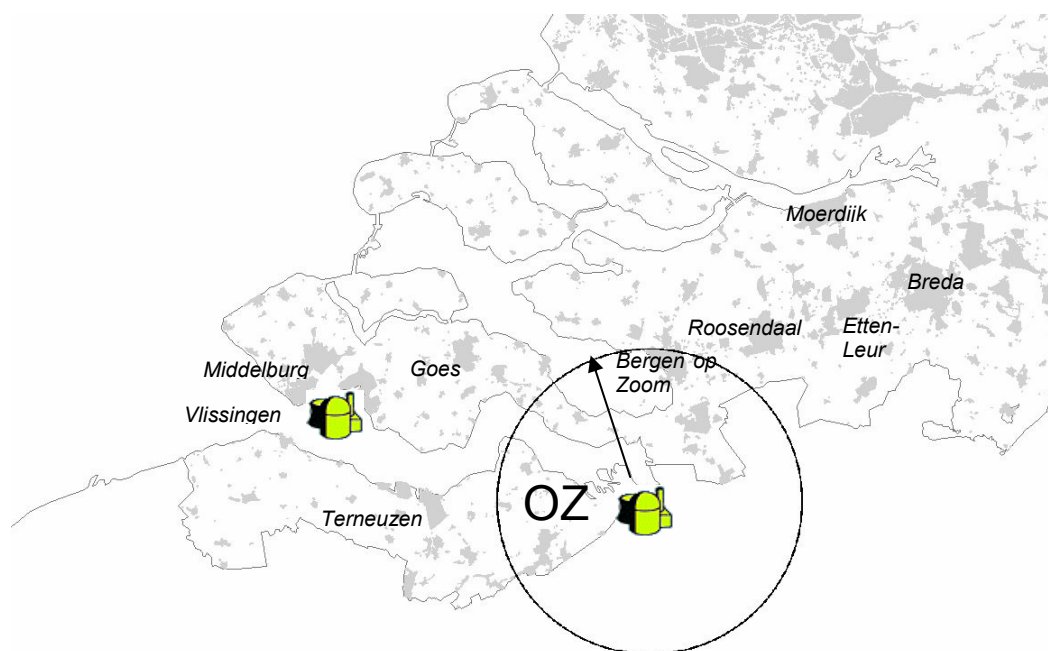 Moerdijk
Breda
Roosendaal
Etten-
Leur
Bergen op
Zoom
Middelburg
Goes
Vlissingen
OZ
Terneuzen